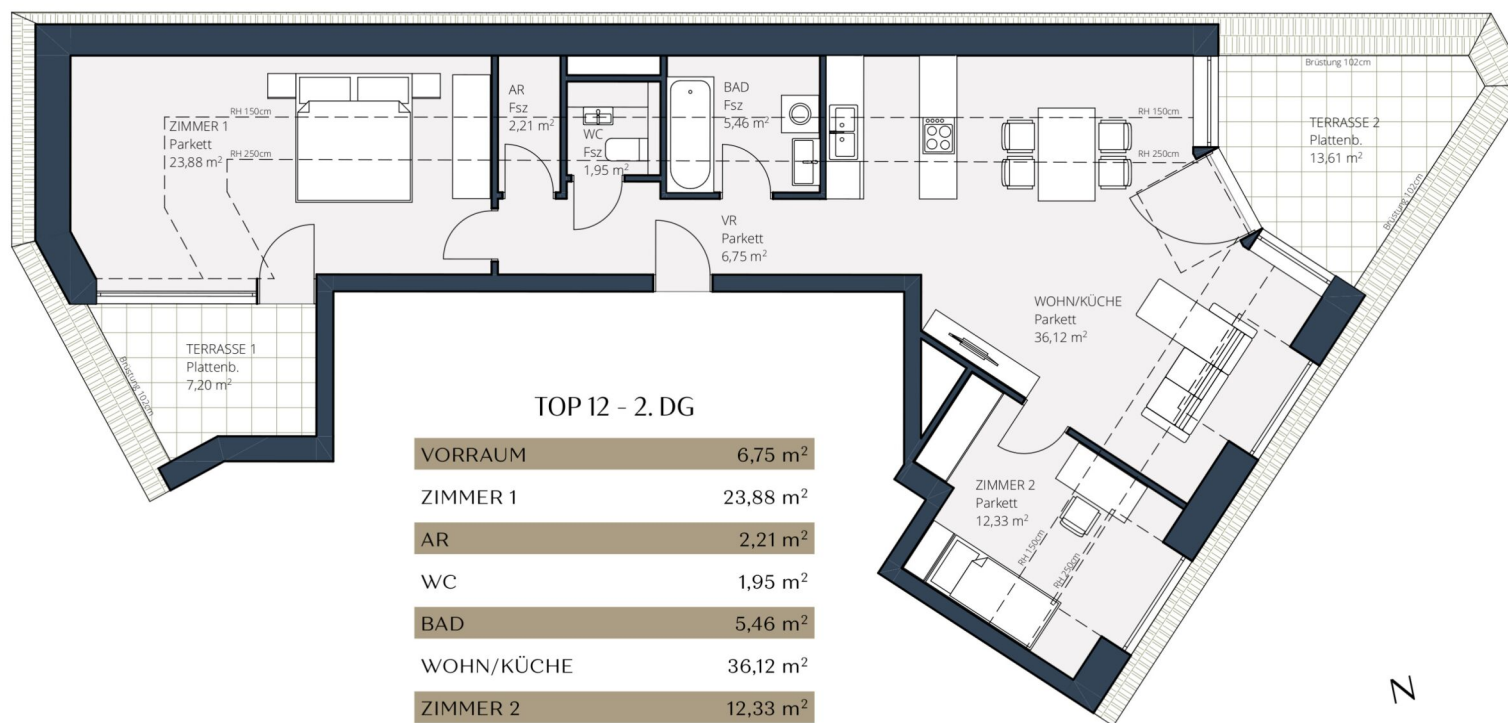 Brüstung 102cm
RH 150cm
ZIMMER 1
Parkett
23,88 m²
RH 250cm
AR
Fsz
2,21 m²
WC
Fsz
1,95 m²
BAD
Fsz
5,46 m²
RH 150cm
RH 250cm
TERRASSE 2
Plattenb.
13,61 m²
Brüstung 102cm
VR
Parkett
6,75 m²
WOHN/KÜCHE
Parkett
36,12 m²
TERRASSE 1
Plattenb.
7,20 m²
Brüstung 102cm
ZIMMER 2
Parkett
12,33 m²
RH 150cm
RH 250cm
TOP 12 - 2. DG
VORRAUM 6,75 m²
ZIMMER 1 23,88 m²
AR 2,21 m²
WC 1,95 m²
BAD 5,46 m²
WOHN/KÜCHE 36,12 m²
ZIMMER 2 12,33 m²
N